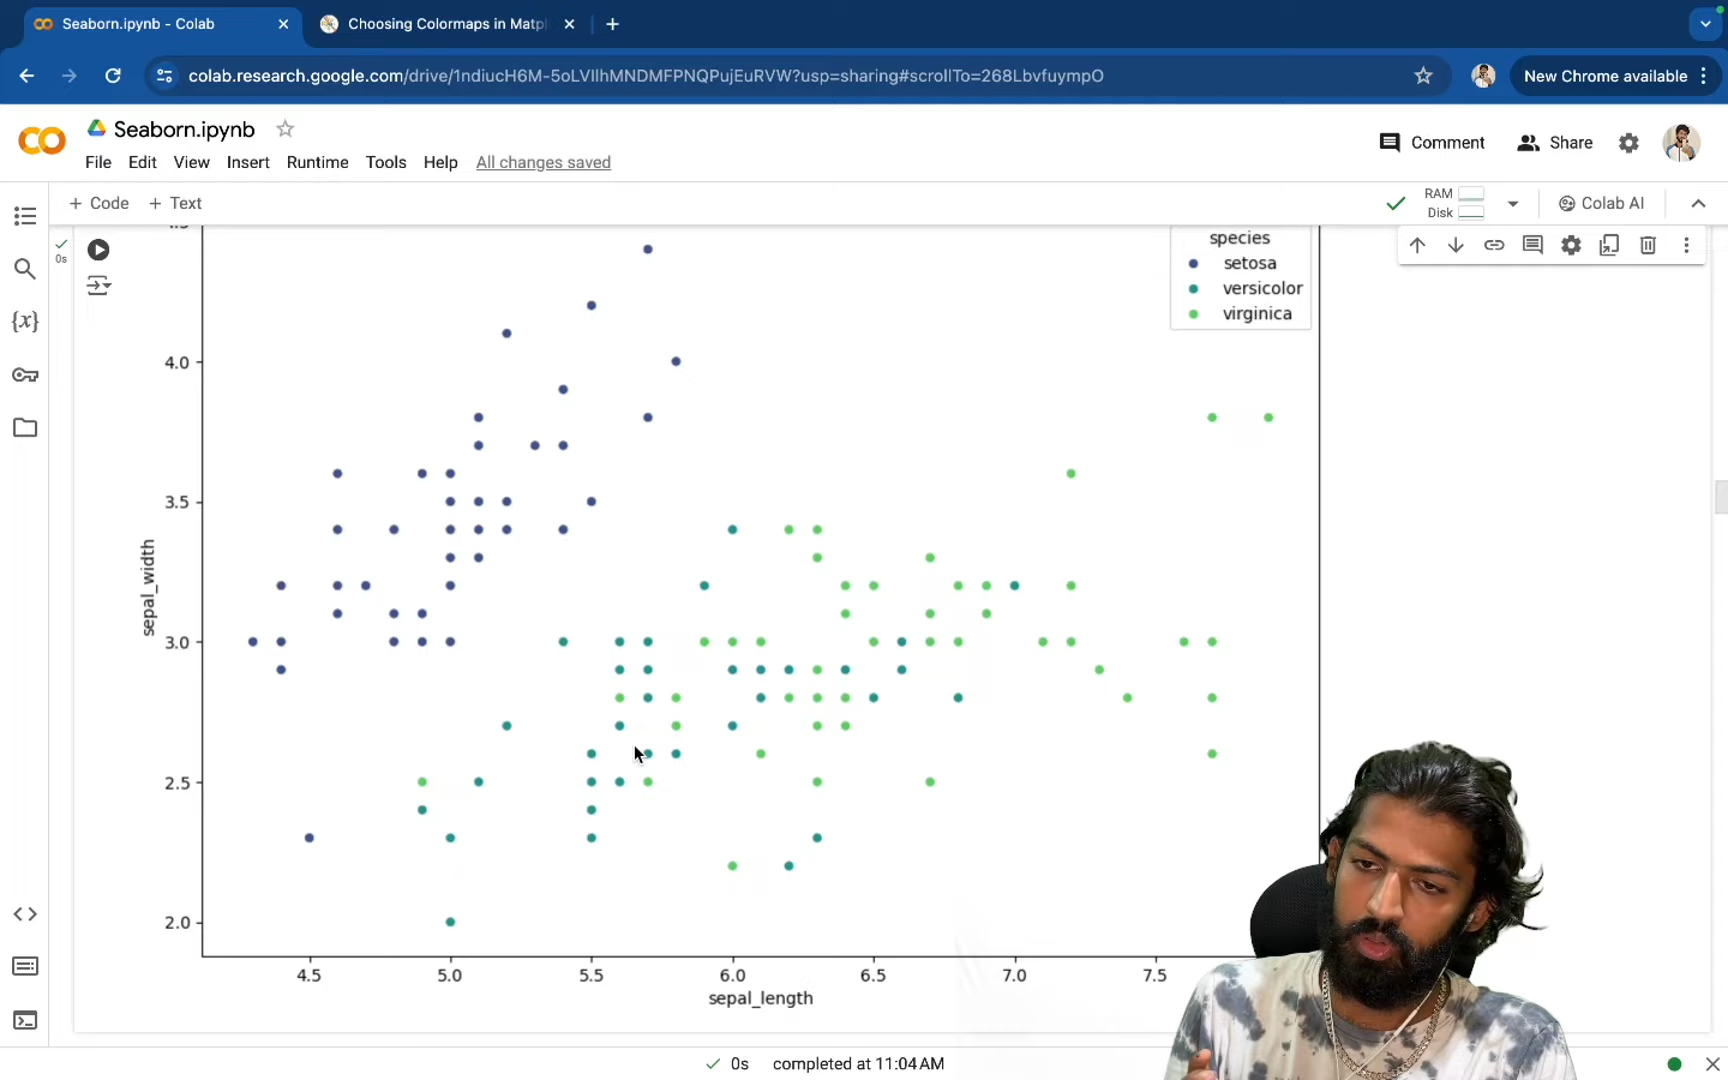 Seaborn.ipynb - Colab
Choosing Colormaps in Matpl
colab.research.google.com/drive/1ndiucH6M-5oLVIlhMNDMFPNQPujEuRVW?usp=sharing#scrollTo=268LbvfuympO
New Chrome available
Seaborn.ipynb
Comment
Share
File Edit View Insert Runtime Tools Help All changes saved
+ Code + Text
RAM
Disk
Colab AI
0s
species
setosa
versicolor
virginica
4.5
4.0
3.5
3.0
2.5
2.0
sepal_width
4.5 5.0 5.5 6.0 6.5 7.0 7.5
sepal_length
0s completed at 11:04 AM